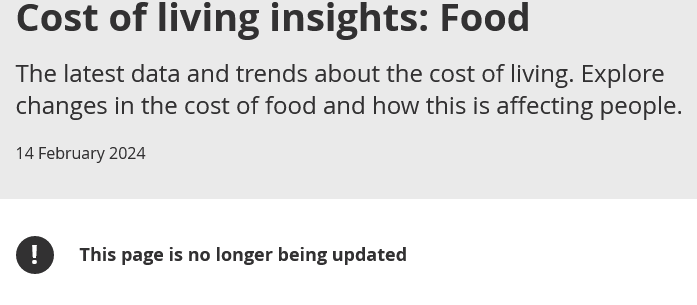 Cost of living insights: Food
The latest data and trends about the cost of living. Explore
changes in the cost of food and how this is affecting people.
14 February 2024
! This page is no longer being updated